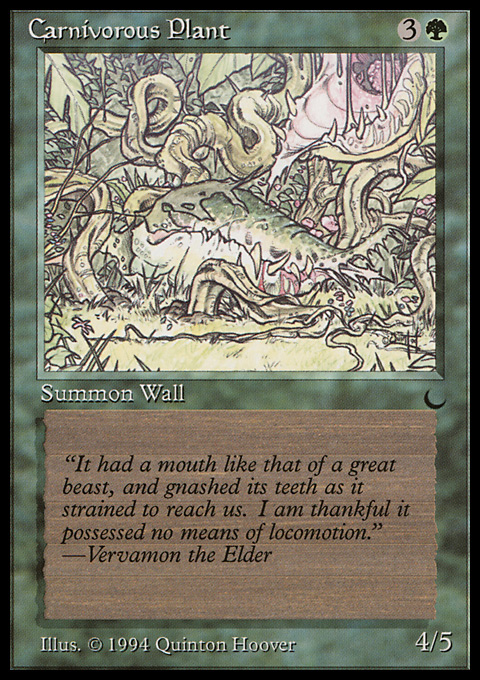 Carnivorous Plant 3
Summon Wall
“It had a mouth like that of a great
beast, and gnashed its teeth as it
strained to reach us. I am thankful it
possessed no means of locomotion.”
—Vervamon the Elder
Illus. © 1994 Quinton Hoover 4/5